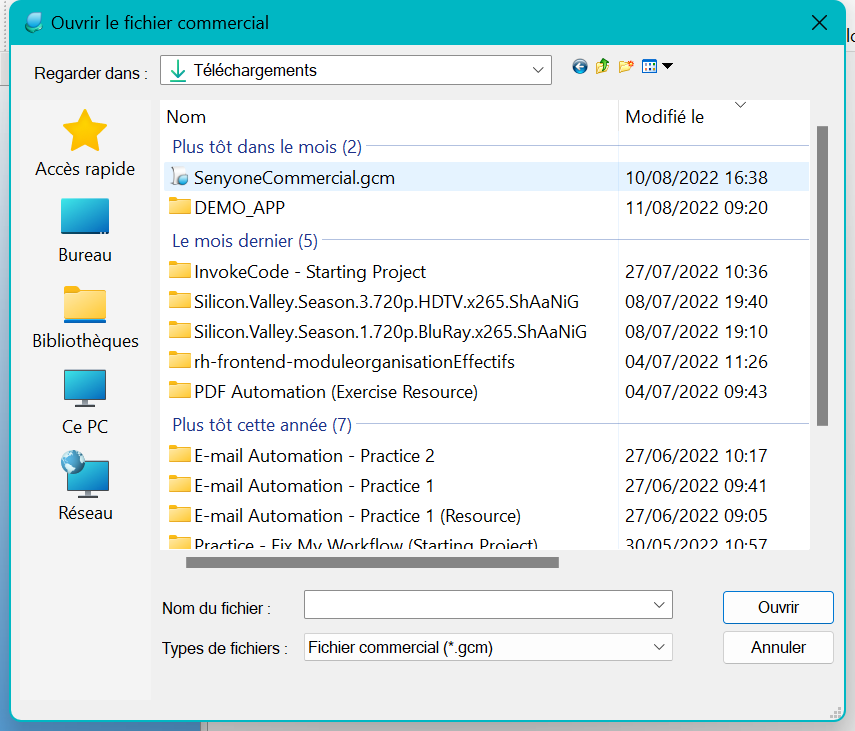 Ouvrir le fichier commercial
Regarder dans :
Téléchargements
Accès rapide
Bureau
Bibliothèques
Ce PC
Réseau
Nom Modifié le
Plus tôt dans le mois (2)
SenyoneCommercial.gcm 10/08/2022 16:38
DEMO_APP 11/08/2022 09:20
Le mois dernier (5)
InvokeCode - Starting Project 27/07/2022 10:36
Silicon.Valley.Season.3.720p.HDTV.x265.ShAaNiG 08/07/2022 19:40
Silicon.Valley.Season.1.720p.BluRay.x265.ShAaNiG 08/07/2022 19:10
rh-frontend-moduleorganisationEffectifs 04/07/2022 11:26
PDF Automation (Exercise Resource) 04/07/2022 09:43
Plus tôt cette année (7)
E-mail Automation - Practice 2 27/06/2022 10:17
E-mail Automation - Practice 1 27/06/2022 09:41
E-mail Automation - Practice 1 (Resource) 27/06/2022 09:05
Practice - Fix My Workflow (Starting Project) 30/05/2022 10:57
Nom du fichier :
Ouvrir
Types de fichiers :
Fichier commercial (*.gcm)
Annuler